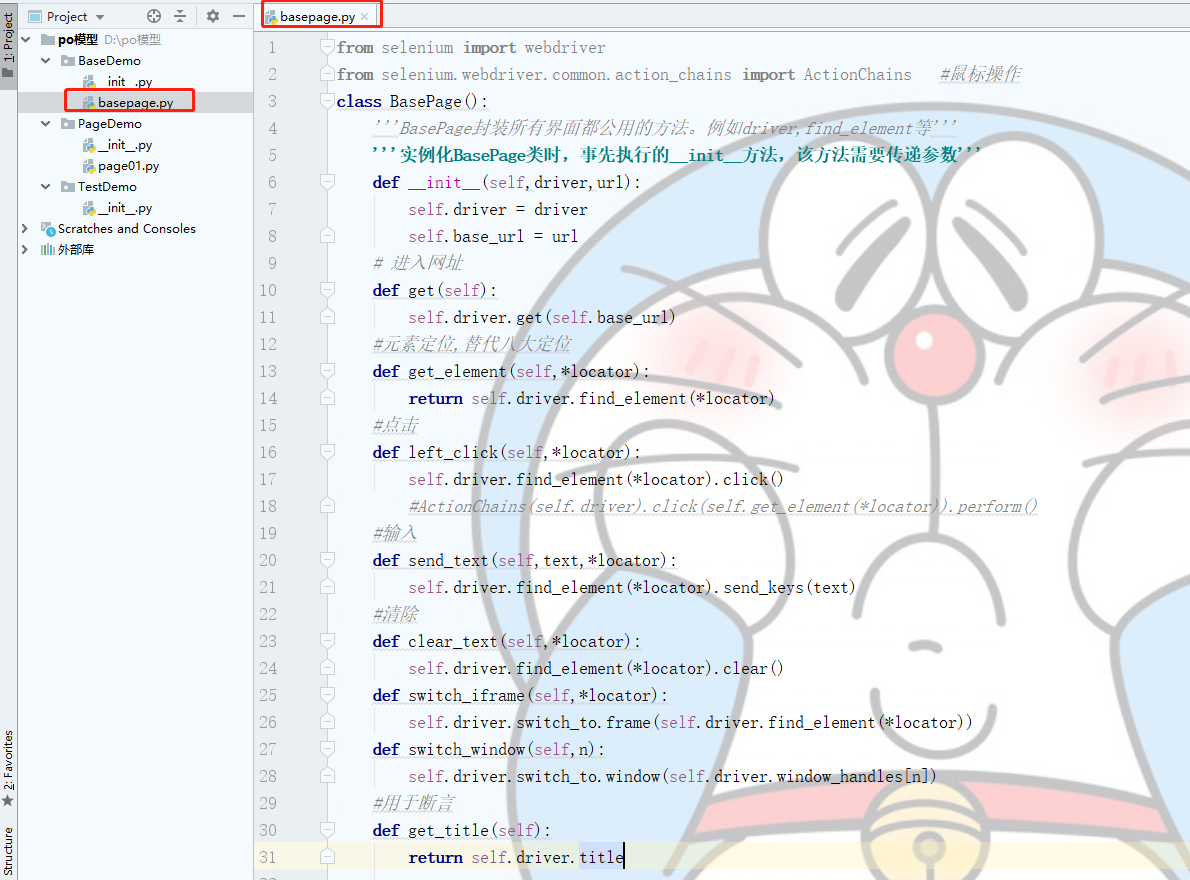 Project
po模型 D:\po模型
BaseDemo
__init__.py
basepage.py
PageDemo
__init__.py
page01.py
TestDemo
__init__.py
Scratches and Consoles
外部库
1: Project
2: Favorites
Structure
basepage.py
1 from selenium import webdriver
2 from selenium.webdriver.common.action_chains import ActionChains #鼠标操作
3 class BasePage():
4 '''BasePage封装所有界面都公用的方法。例如driver,find_element等'''
5 '''实例化BasePage类时，事先执行的__init__方法，该方法需要传递参数'''
6 def __init__(self,driver,url):
7 self.driver = driver
8 self.base_url = url
9 # 进入网址
10 def get(self):
11 self.driver.get(self.base_url)
12 #元素定位,替代八大定位
13 def get_element(self,*locator):
14 return self.driver.find_element(*locator)
15 #点击
16 def left_click(self,*locator):
17 self.driver.find_element(*locator).click()
18 #ActionChains(self.driver).click(self.get_element(*locator)).perform()
19 #输入
20 def send_text(self,text,*locator):
21 self.driver.find_element(*locator).send_keys(text)
22 #清除
23 def clear_text(self,*locator):
24 self.driver.find_element(*locator).clear()
25 def switch_iframe(self,*locator):
26 self.driver.switch_to.frame(self.driver.find_element(*locator))
27 def switch_window(self,n):
28 self.driver.switch_to.window(self.driver.window_handles[n])
29 #用于断言
30 def get_title(self):
31 return self.driver.title